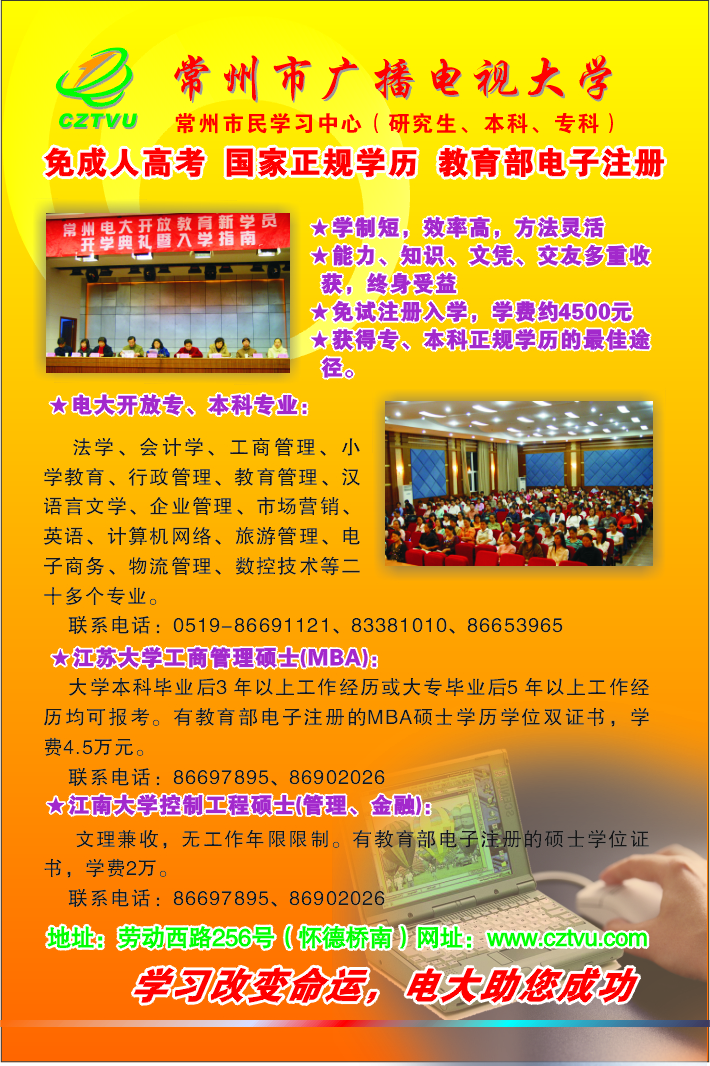 CZTVU
常州市广播电视大学
常州市民学习中心（研究生、本科、专科）
免成人高考 国家正规学历 教育部电子注册
常州电大开放教育新学员
开学典礼暨入学指南
★学制短，效率高，方法灵活
★能力、知识、文凭、交友多重收
获，终身受益
★免试注册入学，学费约4500元
★获得专、本科正规学历的最佳途
径。
★电大开放专、本科专业：
法学、会计学、工商管理、小
学教育、行政管理、教育管理、汉
语言文学、企业管理、市场营销、
英语、计算机网络、旅游管理、电
子商务、物流管理、数控技术等二
十多个专业。
联系电话：0519-86691121、83381010、86653965
★江苏大学工商管理硕士(MBA)：
大学本科毕业后3 年以上工作经历或大专毕业后5 年以上工作经
历均可报考。有教育部电子注册的MBA硕士学历学位双证书，学
费4.5万元。
联系电话：86697895、86902026
★江南大学控制工程硕士(管理、金融)：
文理兼收，无工作年限限制。有教育部电子注册的硕士学位证
书，学费2万。
联系电话：86697895、86902026
地址：劳动西路256号（怀德桥南）网址：www.cztvu.com
学习改变命运，电大助您成功